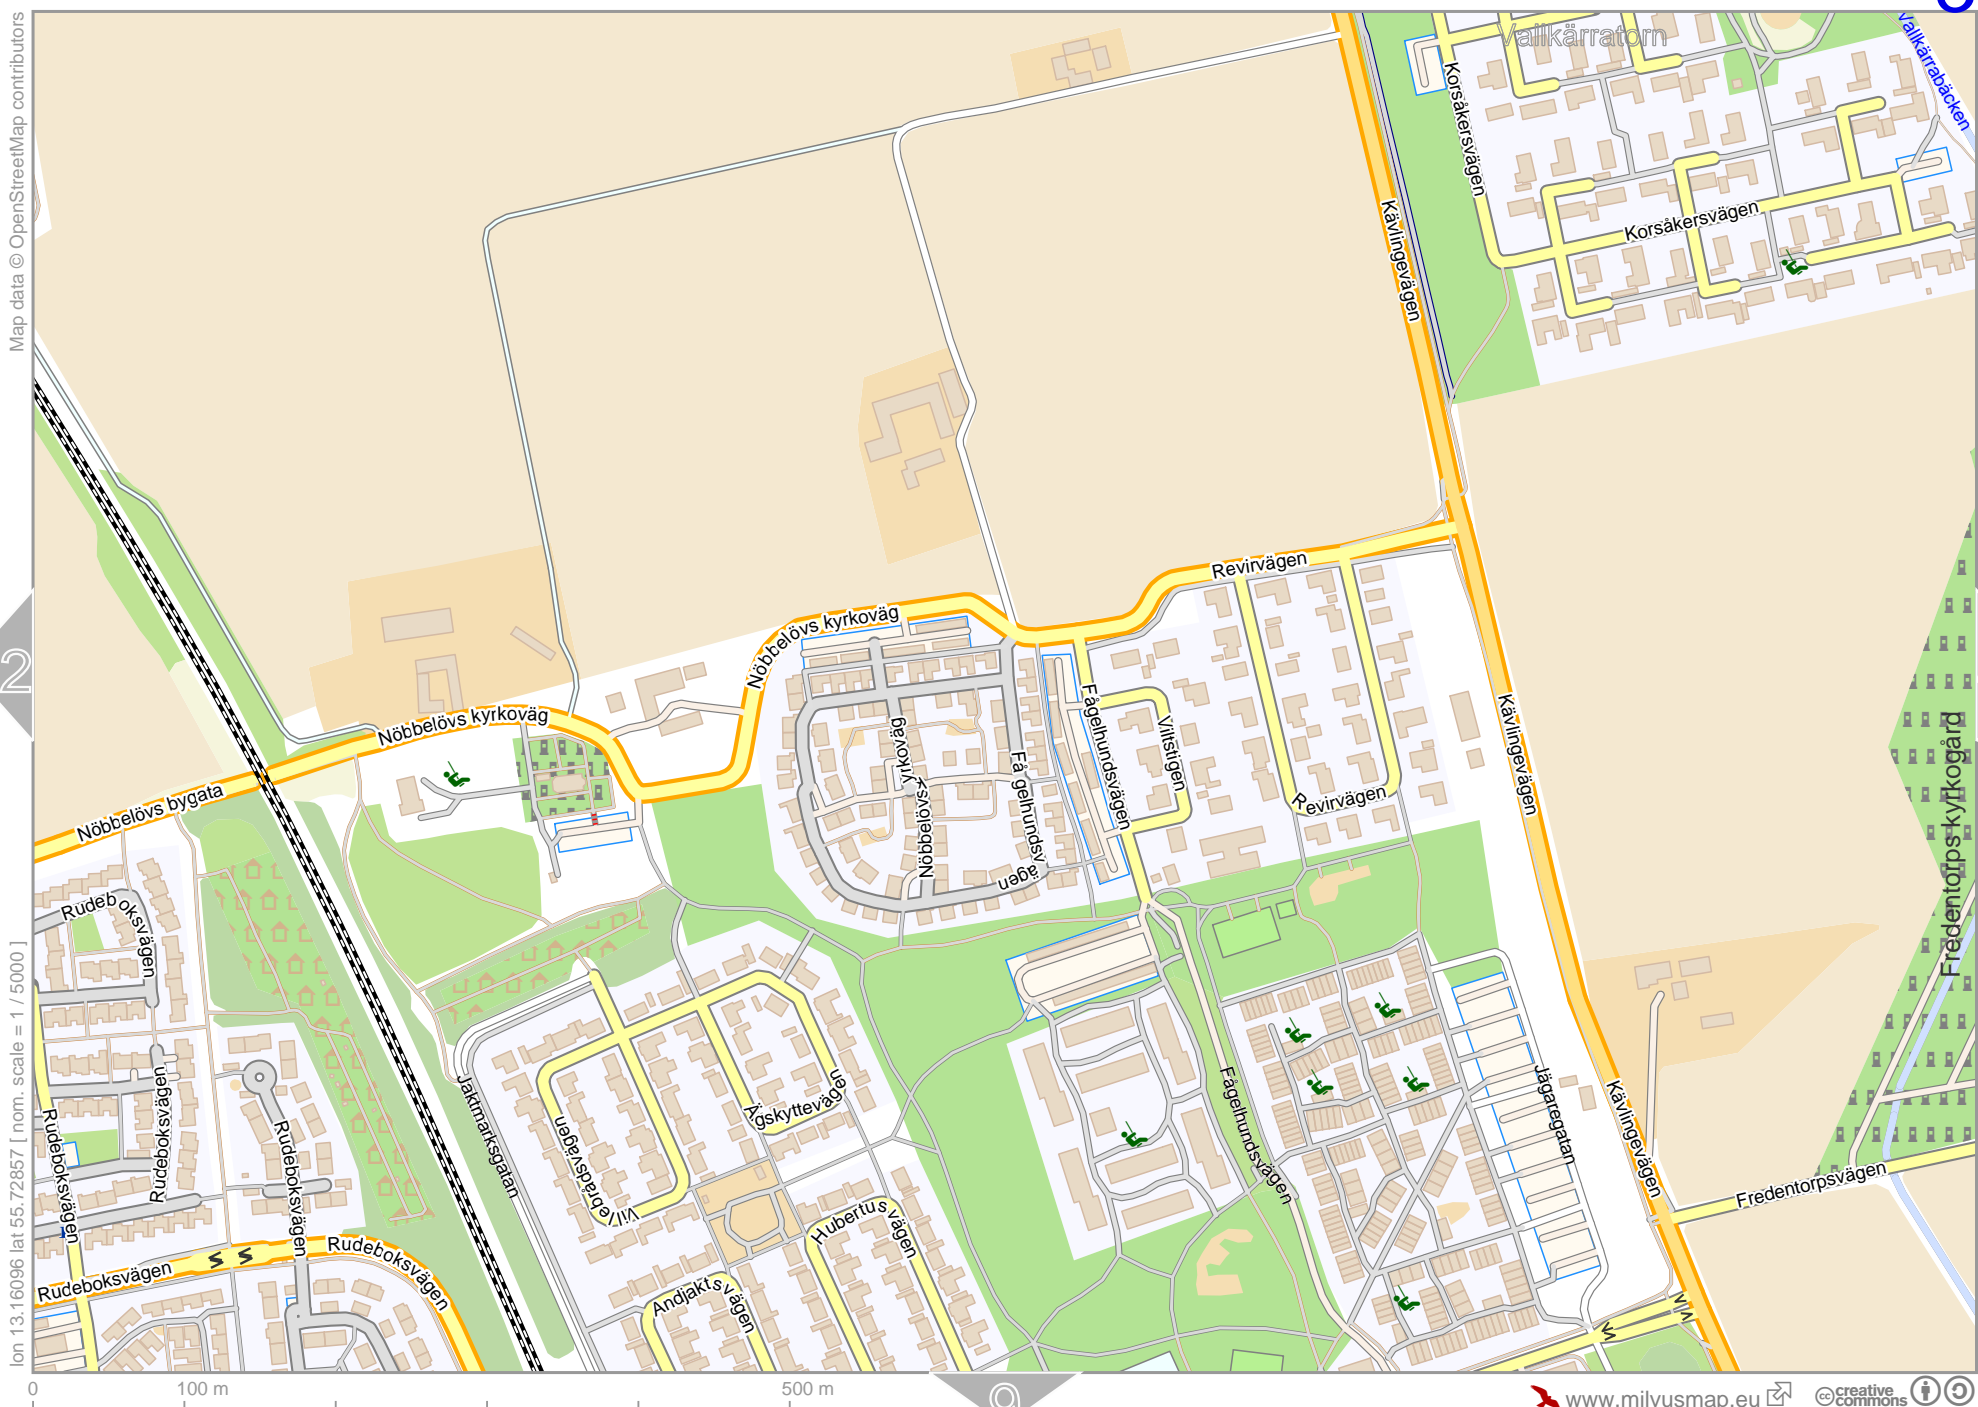 Map data © OpenStreetMap contributors
lon 13.16096 lat 55.72857 [ nom. scale = 1 / 5000 ]
Vallkärratorn
Vallkärrabäcken
Korsåkersvägen
Korsåkersvägen
Kävlingevägen
Revirvägen
Nöbbelövs kyrkoväg
Nöbbelövs kyrkoväg
2
Nöbbelövs bygata
Nöbbelövs kyrkoväg
Fågelhundsvägen
Fågelhundsvägen
Viltstigen
Revirvägen
Kävlingevägen
Fredentorps kyrkogård
Rudeboksvägen
Rudeboksvägen
Rudeboksvägen
Rudeboksvägen
Jaktmarksgatan
Villebrådsvägen
Ägskyttevägen
Fågelhundsvägen
Jägaregatan
Kävlingevägen
Fredentorpsvägen
Hubertusvägen
Andjaktsvägen
Rudeboksvägen
Rudeboksvägen
0
100 m
500 m
www.milvusmap.eu
cc creative commons